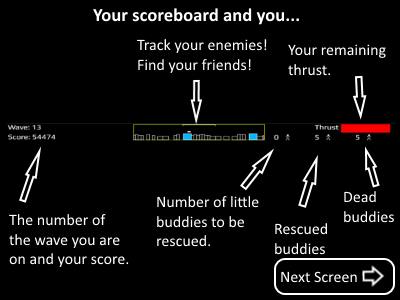 Your scoreboard and you...
Track your enemies!
Find your friends!
Your remaining
thrust.
Wave: 13
Score: 54474
Thrust
0
5
5
The number of
the wave you are
on and your score.
Number of little
buddies to be
rescued.
Rescued
buddies
Dead
buddies
Next Screen